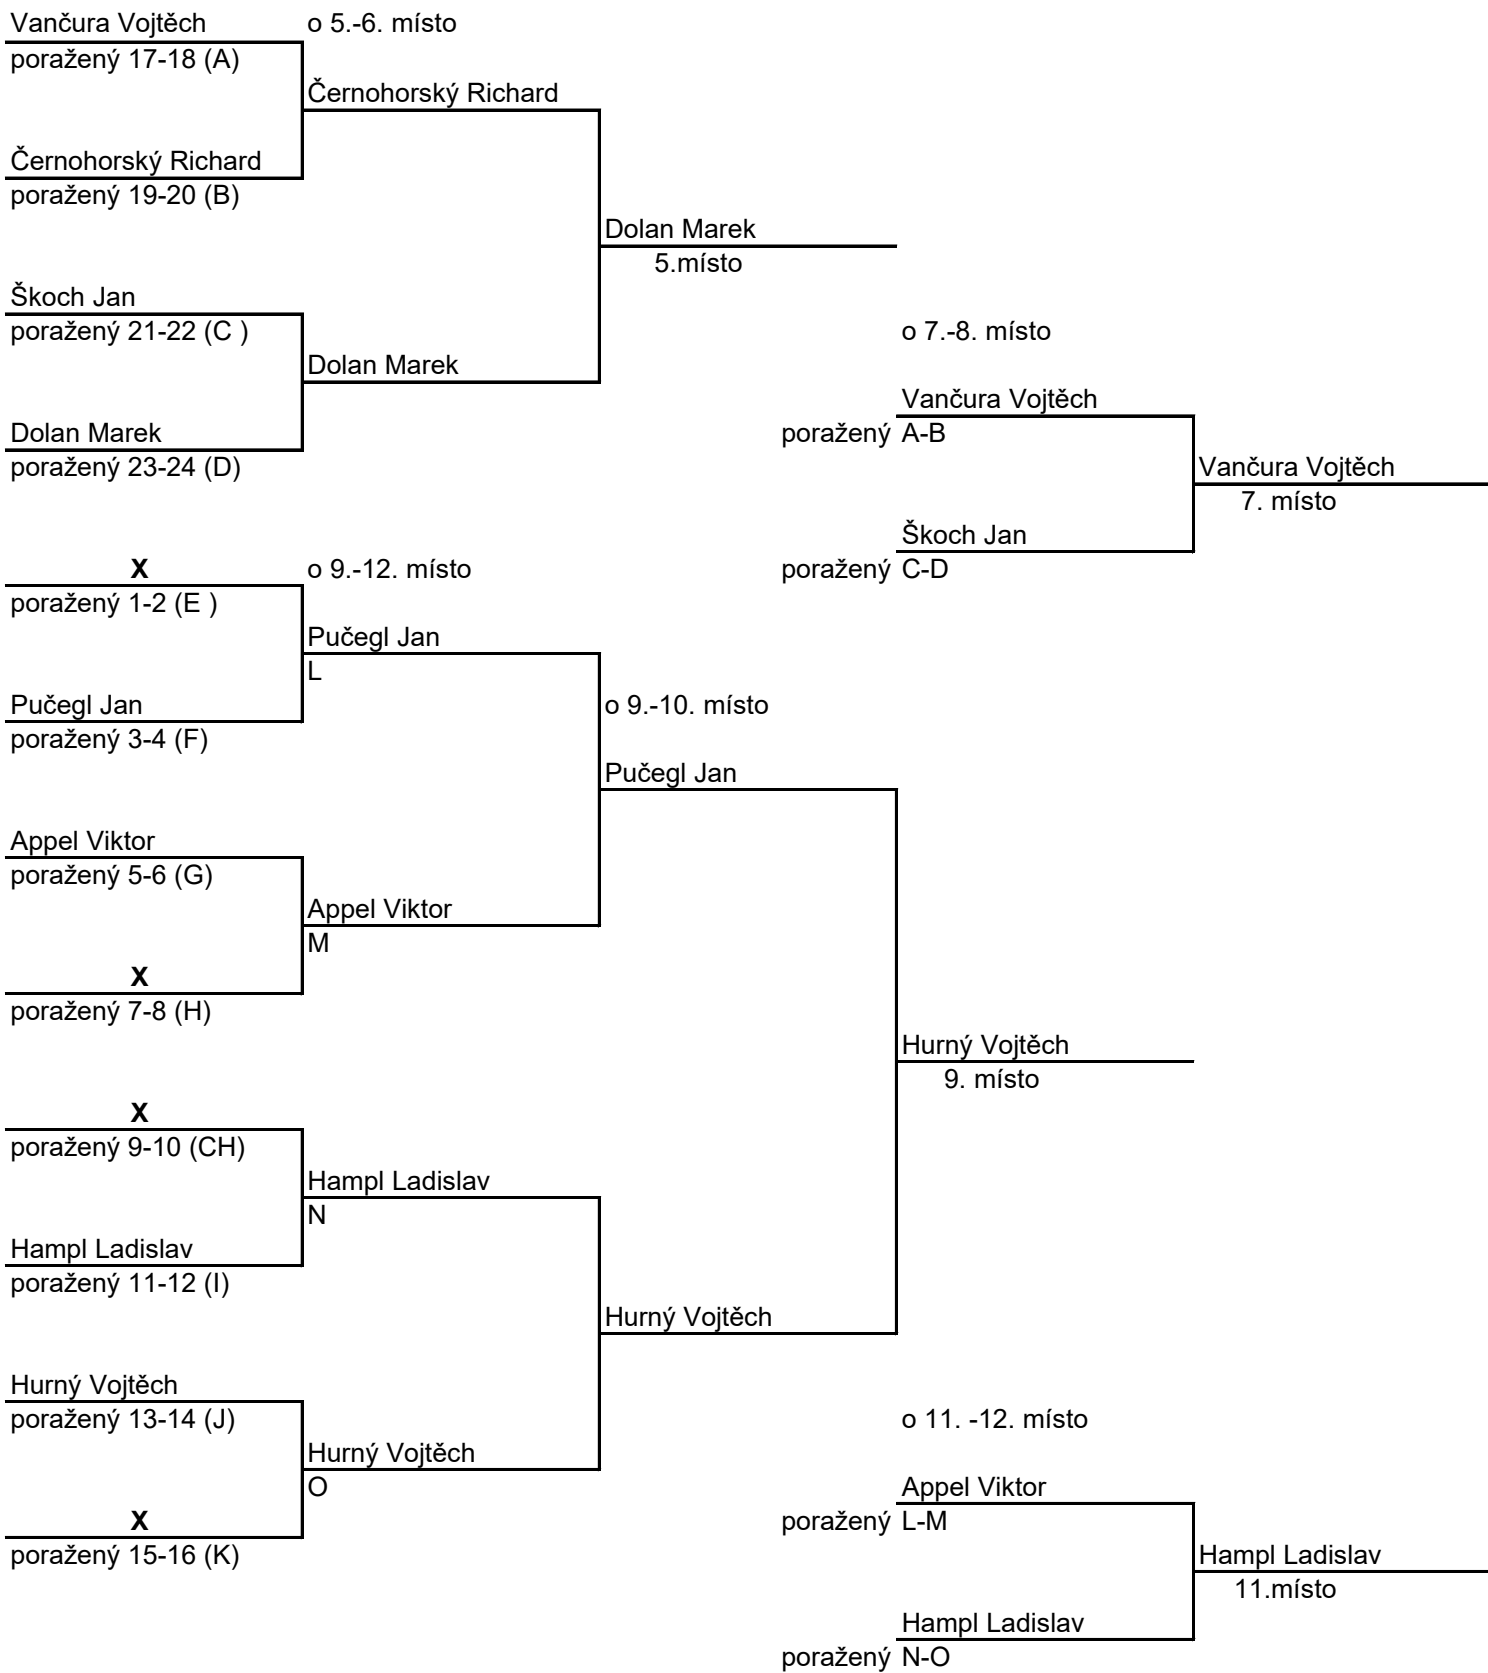 Vančura Vojtěch o 5.-6. místo
poražený 17-18 (A)
Černohorský Richard
Černohorský Richard
poražený 19-20 (B)
Dolan Marek
5.místo
Škoch Jan
poražený 21-22 (C ) o 7.-8. místo
Dolan Marek
Vančura Vojtěch
Dolan Marek poražený A-B
poražený 23-24 (D) Vančura Vojtěch
7. místo
Škoch Jan
X o 9.-12. místo poražený C-D
poražený 1-2 (E )
Pučegl Jan
L
Pučegl Jan o 9.-10. místo
poražený 3-4 (F)
Pučegl Jan
Appel Viktor
poražený 5-6 (G)
Appel Viktor
M
X
poražený 7-8 (H)
Hurný Vojtěch
9. místo
X
poražený 9-10 (CH)
Hampl Ladislav
N
Hampl Ladislav
poražený 11-12 (I)
Hurný Vojtěch
Hurný Vojtěch
poražený 13-14 (J) o 11. -12. místo
Hurný Vojtěch
O Appel Viktor
X poražený L-M
poražený 15-16 (K) Hampl Ladislav
11.místo
Hampl Ladislav
poražený N-O